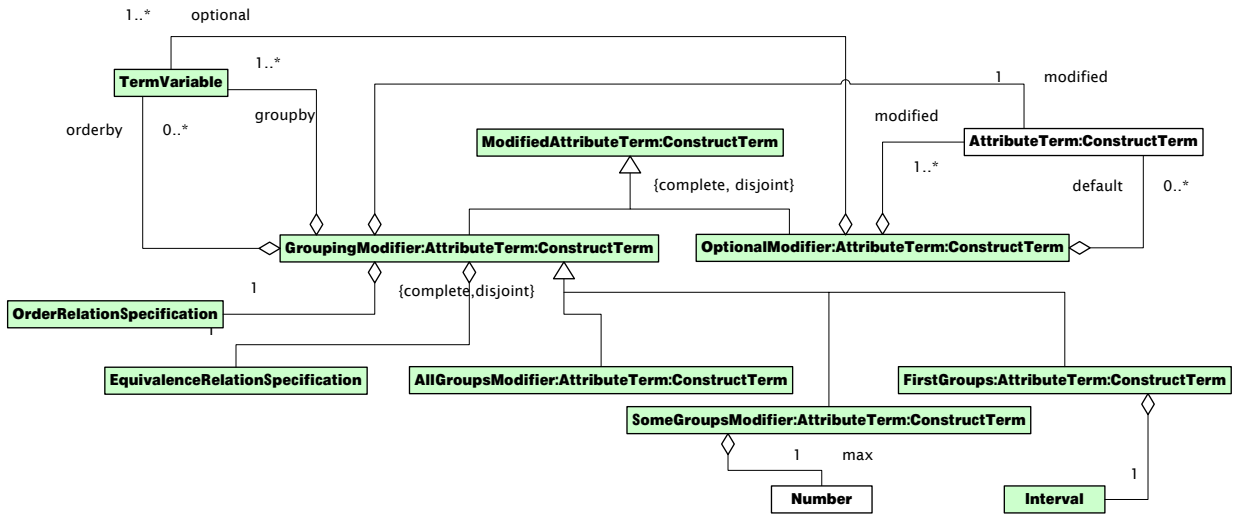 1..* optional
1..*
TermVariable
1 modified
orderby 0..* groupby
modified
ModifiedAttributeTerm:ConstructTerm
AttributeTerm:ConstructTerm
1..*
{complete, disjoint}
default 0..*
GroupingModifier:AttributeTerm:ConstructTerm
OptionalModifier:AttributeTerm:ConstructTerm
1
{complete,disjoint}
OrderRelationSpecification
1
EquivalenceRelationSpecification
AllGroupsModifier:AttributeTerm:ConstructTerm
FirstGroups:AttributeTerm:ConstructTerm
SomeGroupsModifier:AttributeTerm:ConstructTerm
1 max
1
Number
Interval